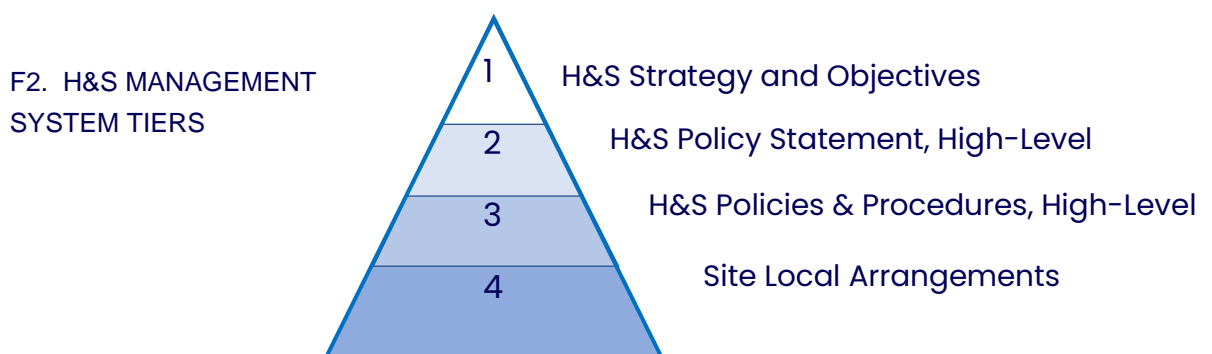 F2. H&S MANAGEMENT
SYSTEM TIERS
1
H&S Strategy and Objectives
2
H&S Policy Statement, High-Level
3
H&S Policies & Procedures, High-Level
4
Site Local Arrangements